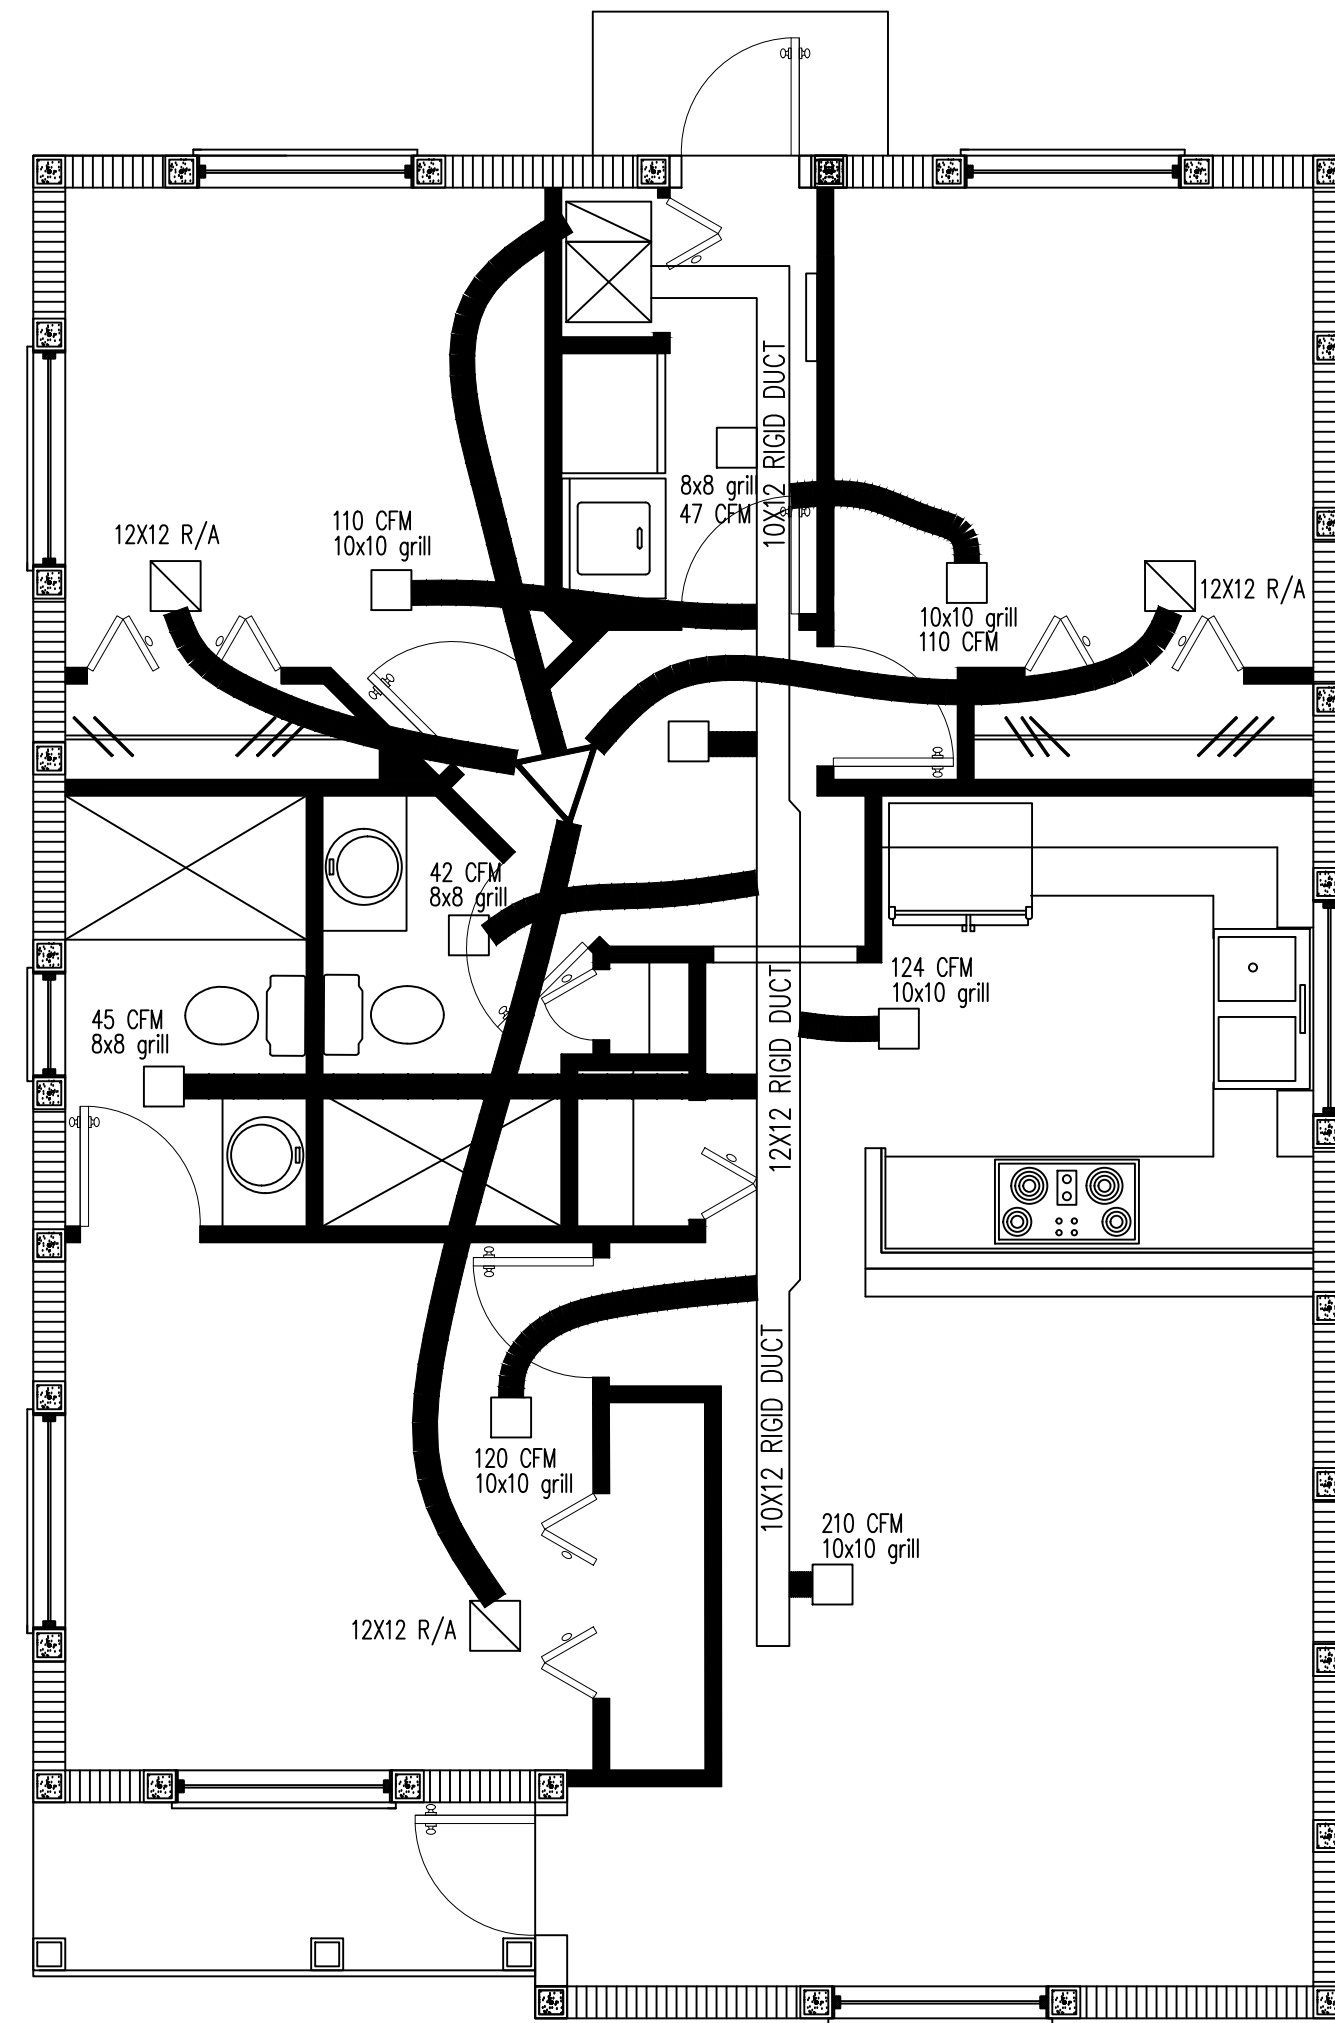 10X12 RIGID DUCT
8x8 grill
47 CFM
110 CFM
10x10 grill
12X12 R/A
12X12 R/A
10x10 grill
110 CFM
42 CFM
8x8 grill
124 CFM
10x10 grill
12X12 RIGID DUCT
45 CFM
8x8 grill
10X12 RIGID DUCT
120 CFM
10x10 grill
210 CFM
10x10 grill
12X12 R/A